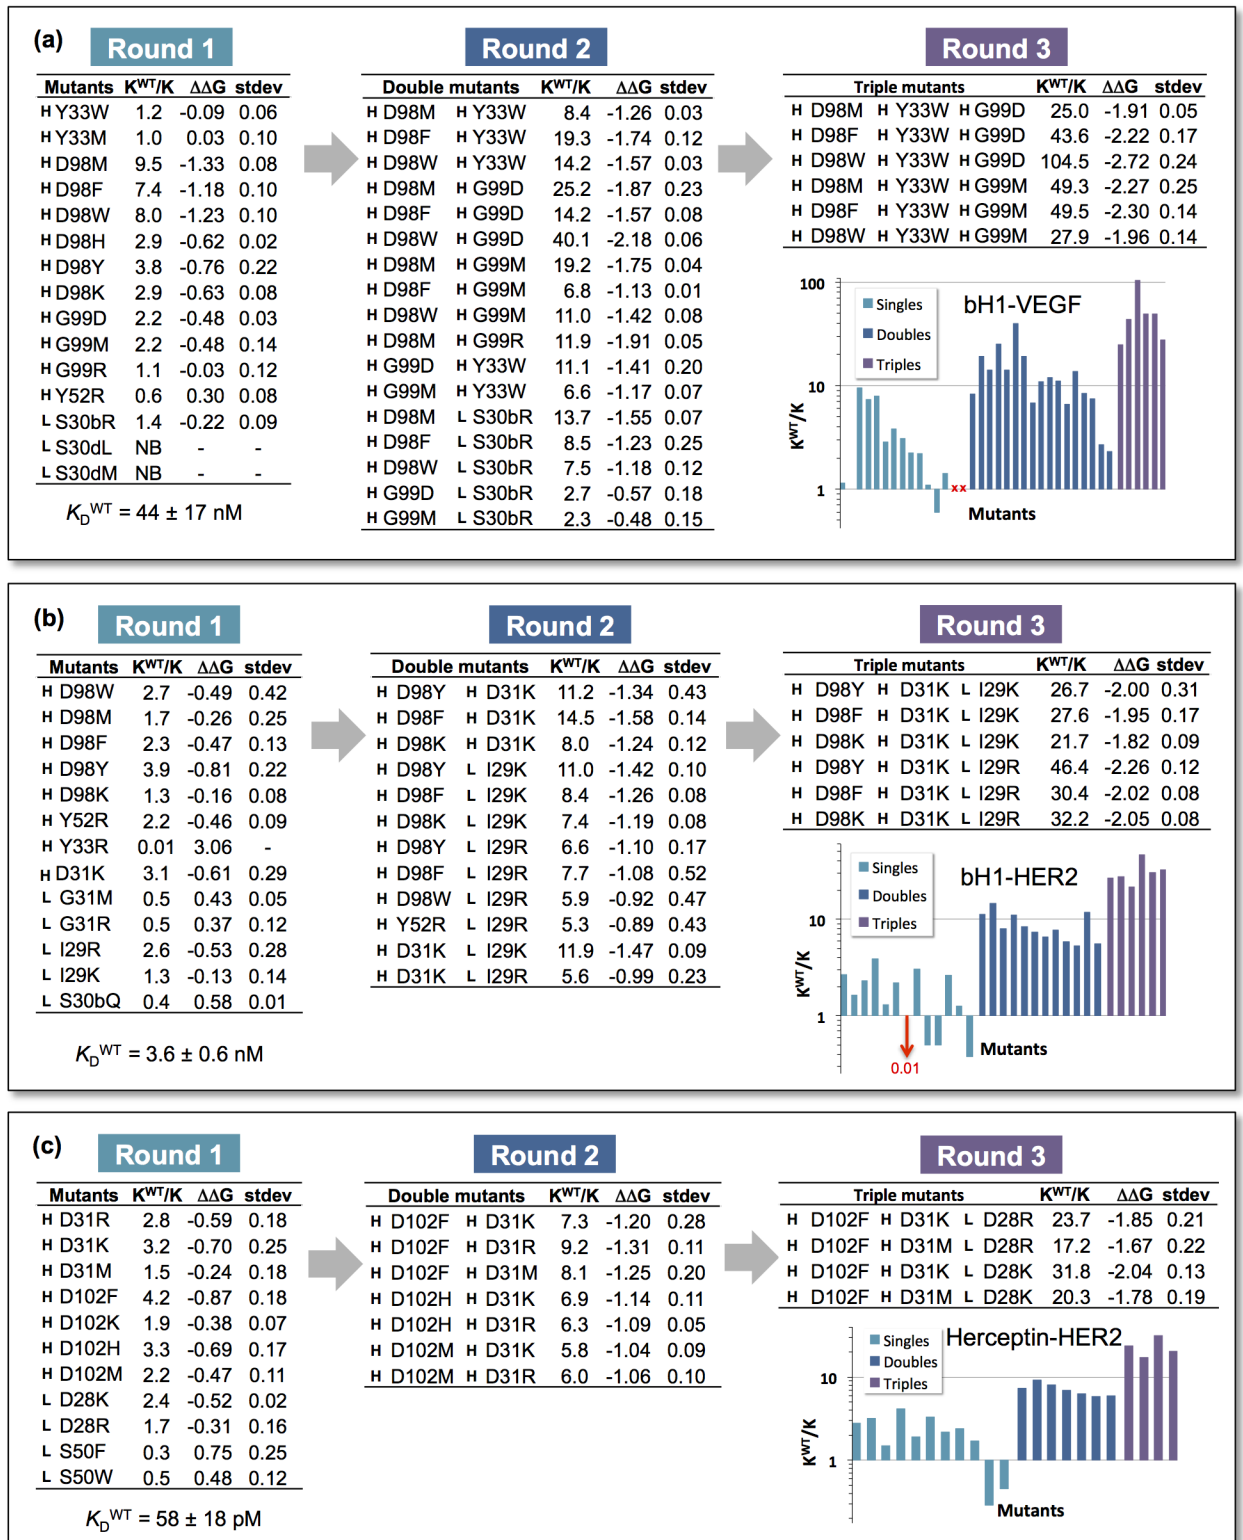 (a)
Round 1
Mutants KWT/K ΔΔG stdev
H Y33W 1.2 -0.09 0.06
H Y33M 1.0 0.03 0.10
H D98M 9.5 -1.33 0.08
H D98F 7.4 -1.18 0.10
H D98W 8.0 -1.23 0.10
H D98H 2.9 -0.62 0.02
H D98Y 3.8 -0.76 0.22
H D98K 2.9 -0.63 0.08
H G99D 2.2 -0.48 0.03
H G99M 2.2 -0.48 0.14
H G99R 1.1 -0.03 0.12
H Y52R 0.6 0.30 0.08
L S30bR 1.4 -0.22 0.09
L S30dL NB - -
L S30dM NB - -
KDWT = 44 ± 17 nM
Round 2
Double mutants KWT/K ΔΔG stdev
H D98M H Y33W 8.4 -1.26 0.03
H D98F H Y33W 19.3 -1.74 0.12
H D98W H Y33W 14.2 -1.57 0.03
H D98M H G99D 25.2 -1.87 0.23
H D98F H G99D 14.2 -1.57 0.08
H D98W H G99D 40.1 -2.18 0.06
H D98M H G99M 19.2 -1.75 0.04
H D98F H G99M 6.8 -1.13 0.01
H D98W H G99M 11.0 -1.42 0.08
H D98M H G99R 11.9 -1.91 0.05
H G99D H Y33W 11.1 -1.41 0.20
H G99M H Y33W 6.6 -1.17 0.07
H D98M L S30bR 13.7 -1.55 0.07
H D98F L S30bR 8.5 -1.23 0.25
H D98W L S30bR 7.5 -1.18 0.12
H G99D L S30bR 2.7 -0.57 0.18
H G99M L S30bR 2.3 -0.48 0.15
Round 3
Triple mutants KWT/K ΔΔG stdev
H D98M H Y33W H G99D 25.0 -1.91 0.05
H D98F H Y33W H G99D 43.6 -2.22 0.17
H D98W H Y33W H G99D 104.5 -2.72 0.24
H D98M H Y33W H G99M 49.3 -2.27 0.25
H D98F H Y33W H G99M 49.5 -2.30 0.14
H D98W H Y33W H G99M 27.9 -1.96 0.14
100
10
1
KWT/K
Singles
Doubles
Triples
bH1-VEGF
xx
Mutants
(b)
Round 1
Mutants KWT/K ΔΔG stdev
H D98W 2.7 -0.49 0.42
H D98M 1.7 -0.26 0.25
H D98F 2.3 -0.47 0.13
H D98Y 3.9 -0.81 0.22
H D98K 1.3 -0.16 0.08
H Y52R 2.2 -0.46 0.09
H Y33R 0.01 3.06 -
H D31K 3.1 -0.61 0.29
L G31M 0.5 0.43 0.05
L G31R 0.5 0.37 0.12
L I29R 2.6 -0.53 0.28
L I29K 1.3 -0.13 0.14
L S30bQ 0.4 0.58 0.01
KDWT = 3.6 ± 0.6 nM
Round 2
Double mutants KWT/K ΔΔG stdev
H D98Y H D31K 11.2 -1.34 0.43
H D98F H D31K 14.5 -1.58 0.14
H D98K H D31K 8.0 -1.24 0.12
H D98Y L I29K 11.0 -1.42 0.10
H D98F L I29K 8.4 -1.26 0.08
H D98K L I29K 7.4 -1.19 0.08
H D98Y L I29R 6.6 -1.10 0.17
H D98F L I29R 7.7 -1.08 0.52
H D98W L I29R 5.9 -0.92 0.47
H Y52R L I29R 5.3 -0.89 0.43
H D31K L I29K 11.9 -1.47 0.09
H D31K L I29R 5.6 -0.99 0.23
Round 3
Triple mutants KWT/K ΔΔG stdev
H D98Y H D31K L I29K 26.7 -2.00 0.31
H D98F H D31K L I29K 27.6 -1.95 0.17
H D98K H D31K L I29K 21.7 -1.82 0.09
H D98Y H D31K L I29R 46.4 -2.26 0.12
H D98F H D31K L I29R 30.4 -2.02 0.08
H D98K H D31K L I29R 32.2 -2.05 0.08
10
1
KWT/K
Singles
Doubles
Triples
bH1-HER2
Mutants
0.01
(c)
Round 1
Mutants KWT/K ΔΔG stdev
H D31R 2.8 -0.59 0.18
H D31K 3.2 -0.70 0.25
H D31M 1.5 -0.24 0.18
H D102F 4.2 -0.87 0.18
H D102K 1.9 -0.38 0.07
H D102H 3.3 -0.69 0.17
H D102M 2.2 -0.47 0.11
L D28K 2.4 -0.52 0.02
L D28R 1.7 -0.31 0.16
L S50F 0.3 0.75 0.25
L S50W 0.5 0.48 0.12
KDWT = 58 ± 18 pM
Round 2
Double mutants KWT/K ΔΔG stdev
H D102F H D31K 7.3 -1.20 0.28
H D102F H D31R 9.2 -1.31 0.11
H D102F H D31M 8.1 -1.25 0.20
H D102H H D31K 6.9 -1.14 0.11
H D102H H D31R 6.3 -1.09 0.05
H D102M H D31K 5.8 -1.04 0.09
H D102M H D31R 6.0 -1.06 0.10
Round 3
Triple mutants KWT/K ΔΔG stdev
H D102F H D31K L D28R 23.7 -1.85 0.21
H D102F H D31M L D28R 17.2 -1.67 0.22
H D102F H D31K L D28K 31.8 -2.04 0.13
H D102F H D31M L D28K 20.3 -1.78 0.19
10
1
KWT/K
Singles
Doubles
Triples
Herceptin-HER2
Mutants